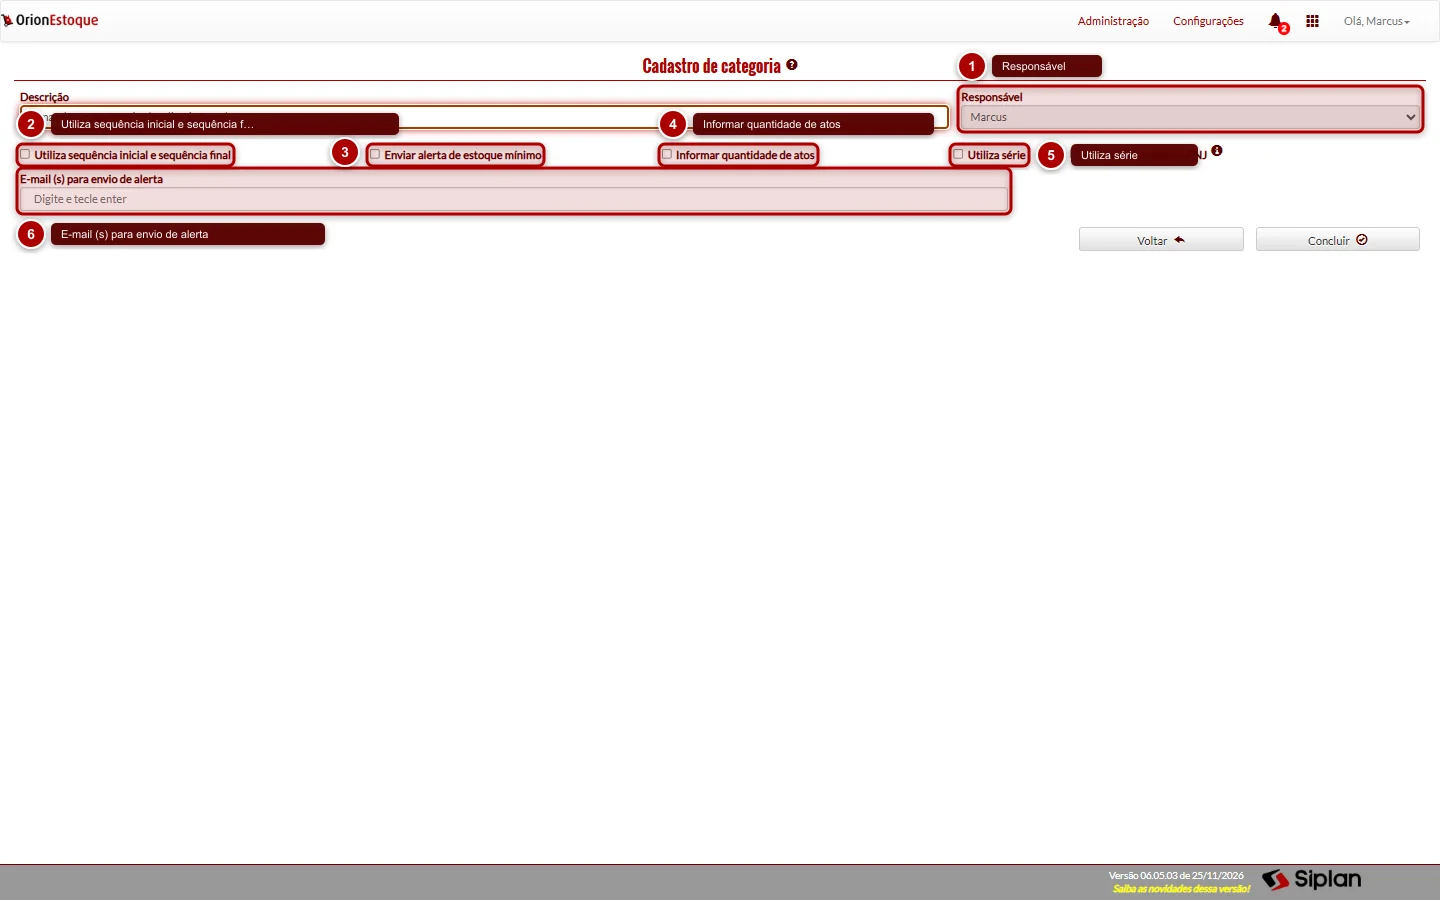 OrionEstoque
Administração
Configurações
2
Olá, Marcus
Cadastro de categoria
1
Responsável
Descrição
Responsável
2
Utiliza sequência inicial e sequência f...
4
Informar quantidade de atos
Marcus
Utiliza sequência inicial e sequência final
3
Enviar alerta de estoque mínimo
Informar quantidade de atos
Utiliza série
5
Utiliza série
E-mail (s) para envio de alerta
Digite e tecle enter
6
E-mail (s) para envio de alerta
Voltar
Concluir
Versão 06.05.03 de 25/11/2026
Saiba as novidades dessa versão!
Siplan